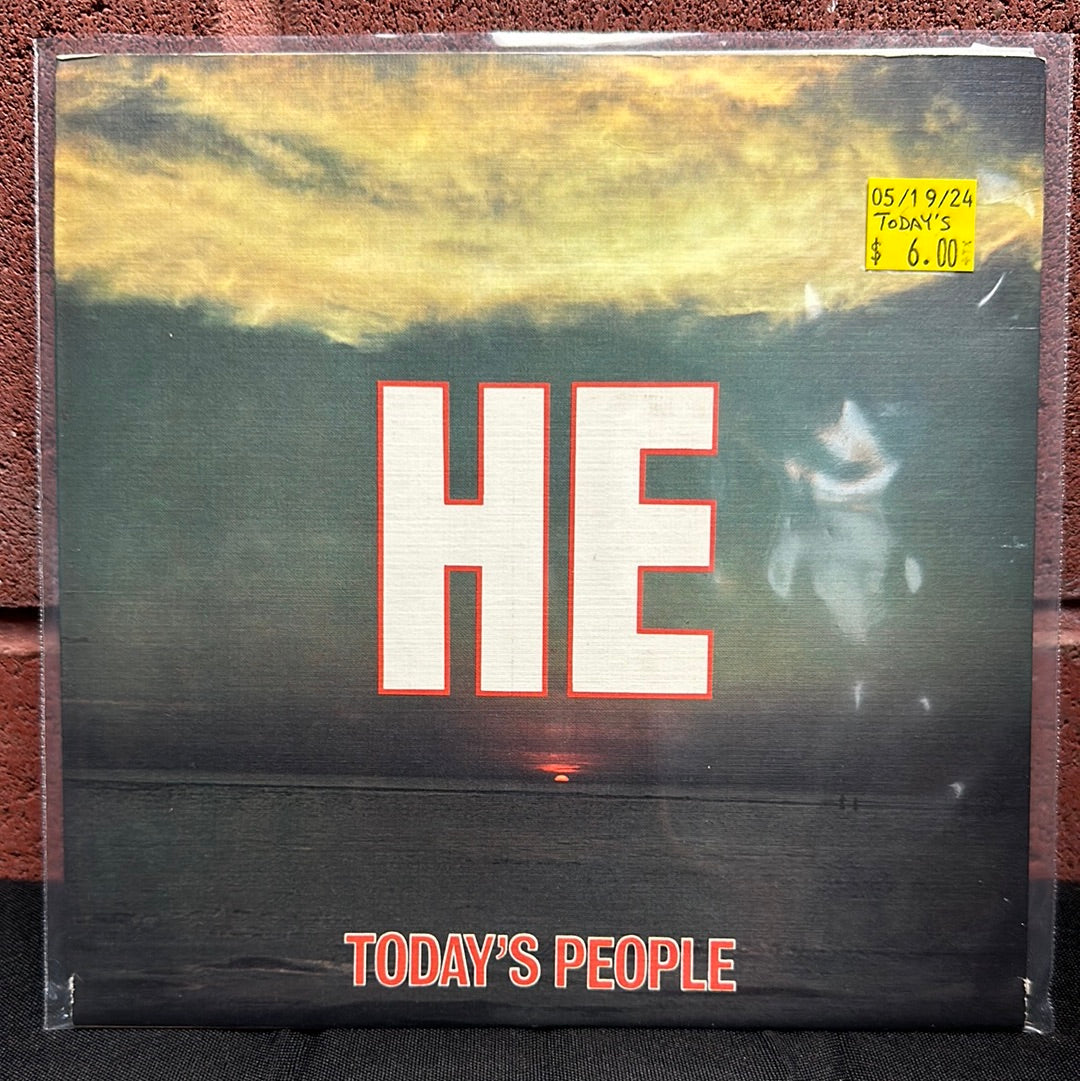 05/19/24
TODAY'S
$ 6.00
HE
TODAY'S PEOPLE